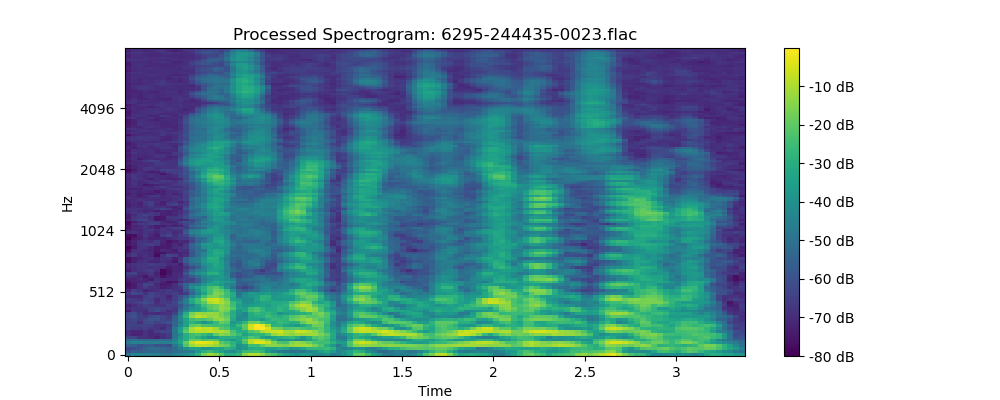 Processed Spectrogram: 6295-244435-0023.flac
Hz
4096
2048
1024
512
0
0 0.5 1 1.5 2 2.5 3
Time
-10 dB
-20 dB
-30 dB
-40 dB
-50 dB
-60 dB
-70 dB
-80 dB